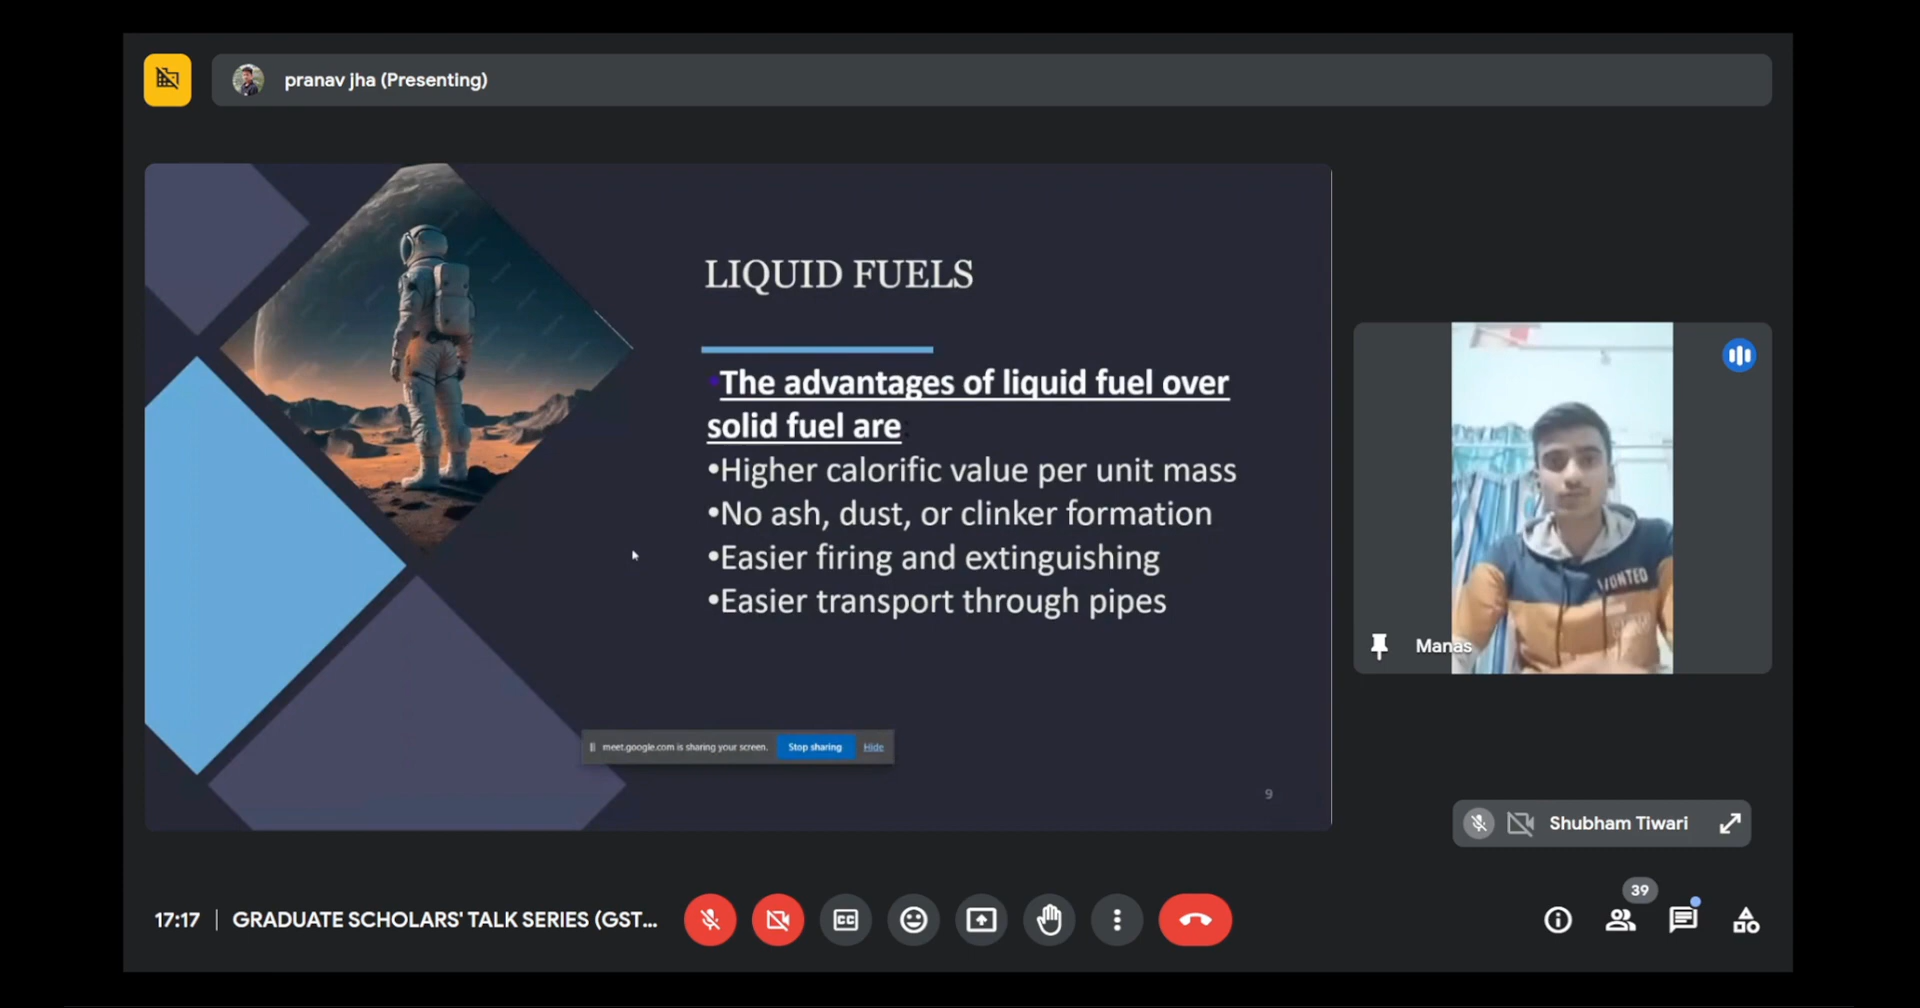 pranav jha (Presenting)
LIQUID FUELS
•The advantages of liquid fuel over
solid fuel are
•Higher calorific value per unit mass
•No ash, dust, or clinker formation
•Easier firing and extinguishing
•Easier transport through pipes
meet.google.com is sharing your screen. Stop sharing Hide
9
Manas
Shubham Tiwari
17:17 | GRADUATE SCHOLARS' TALK SERIES (GST...
CC
39